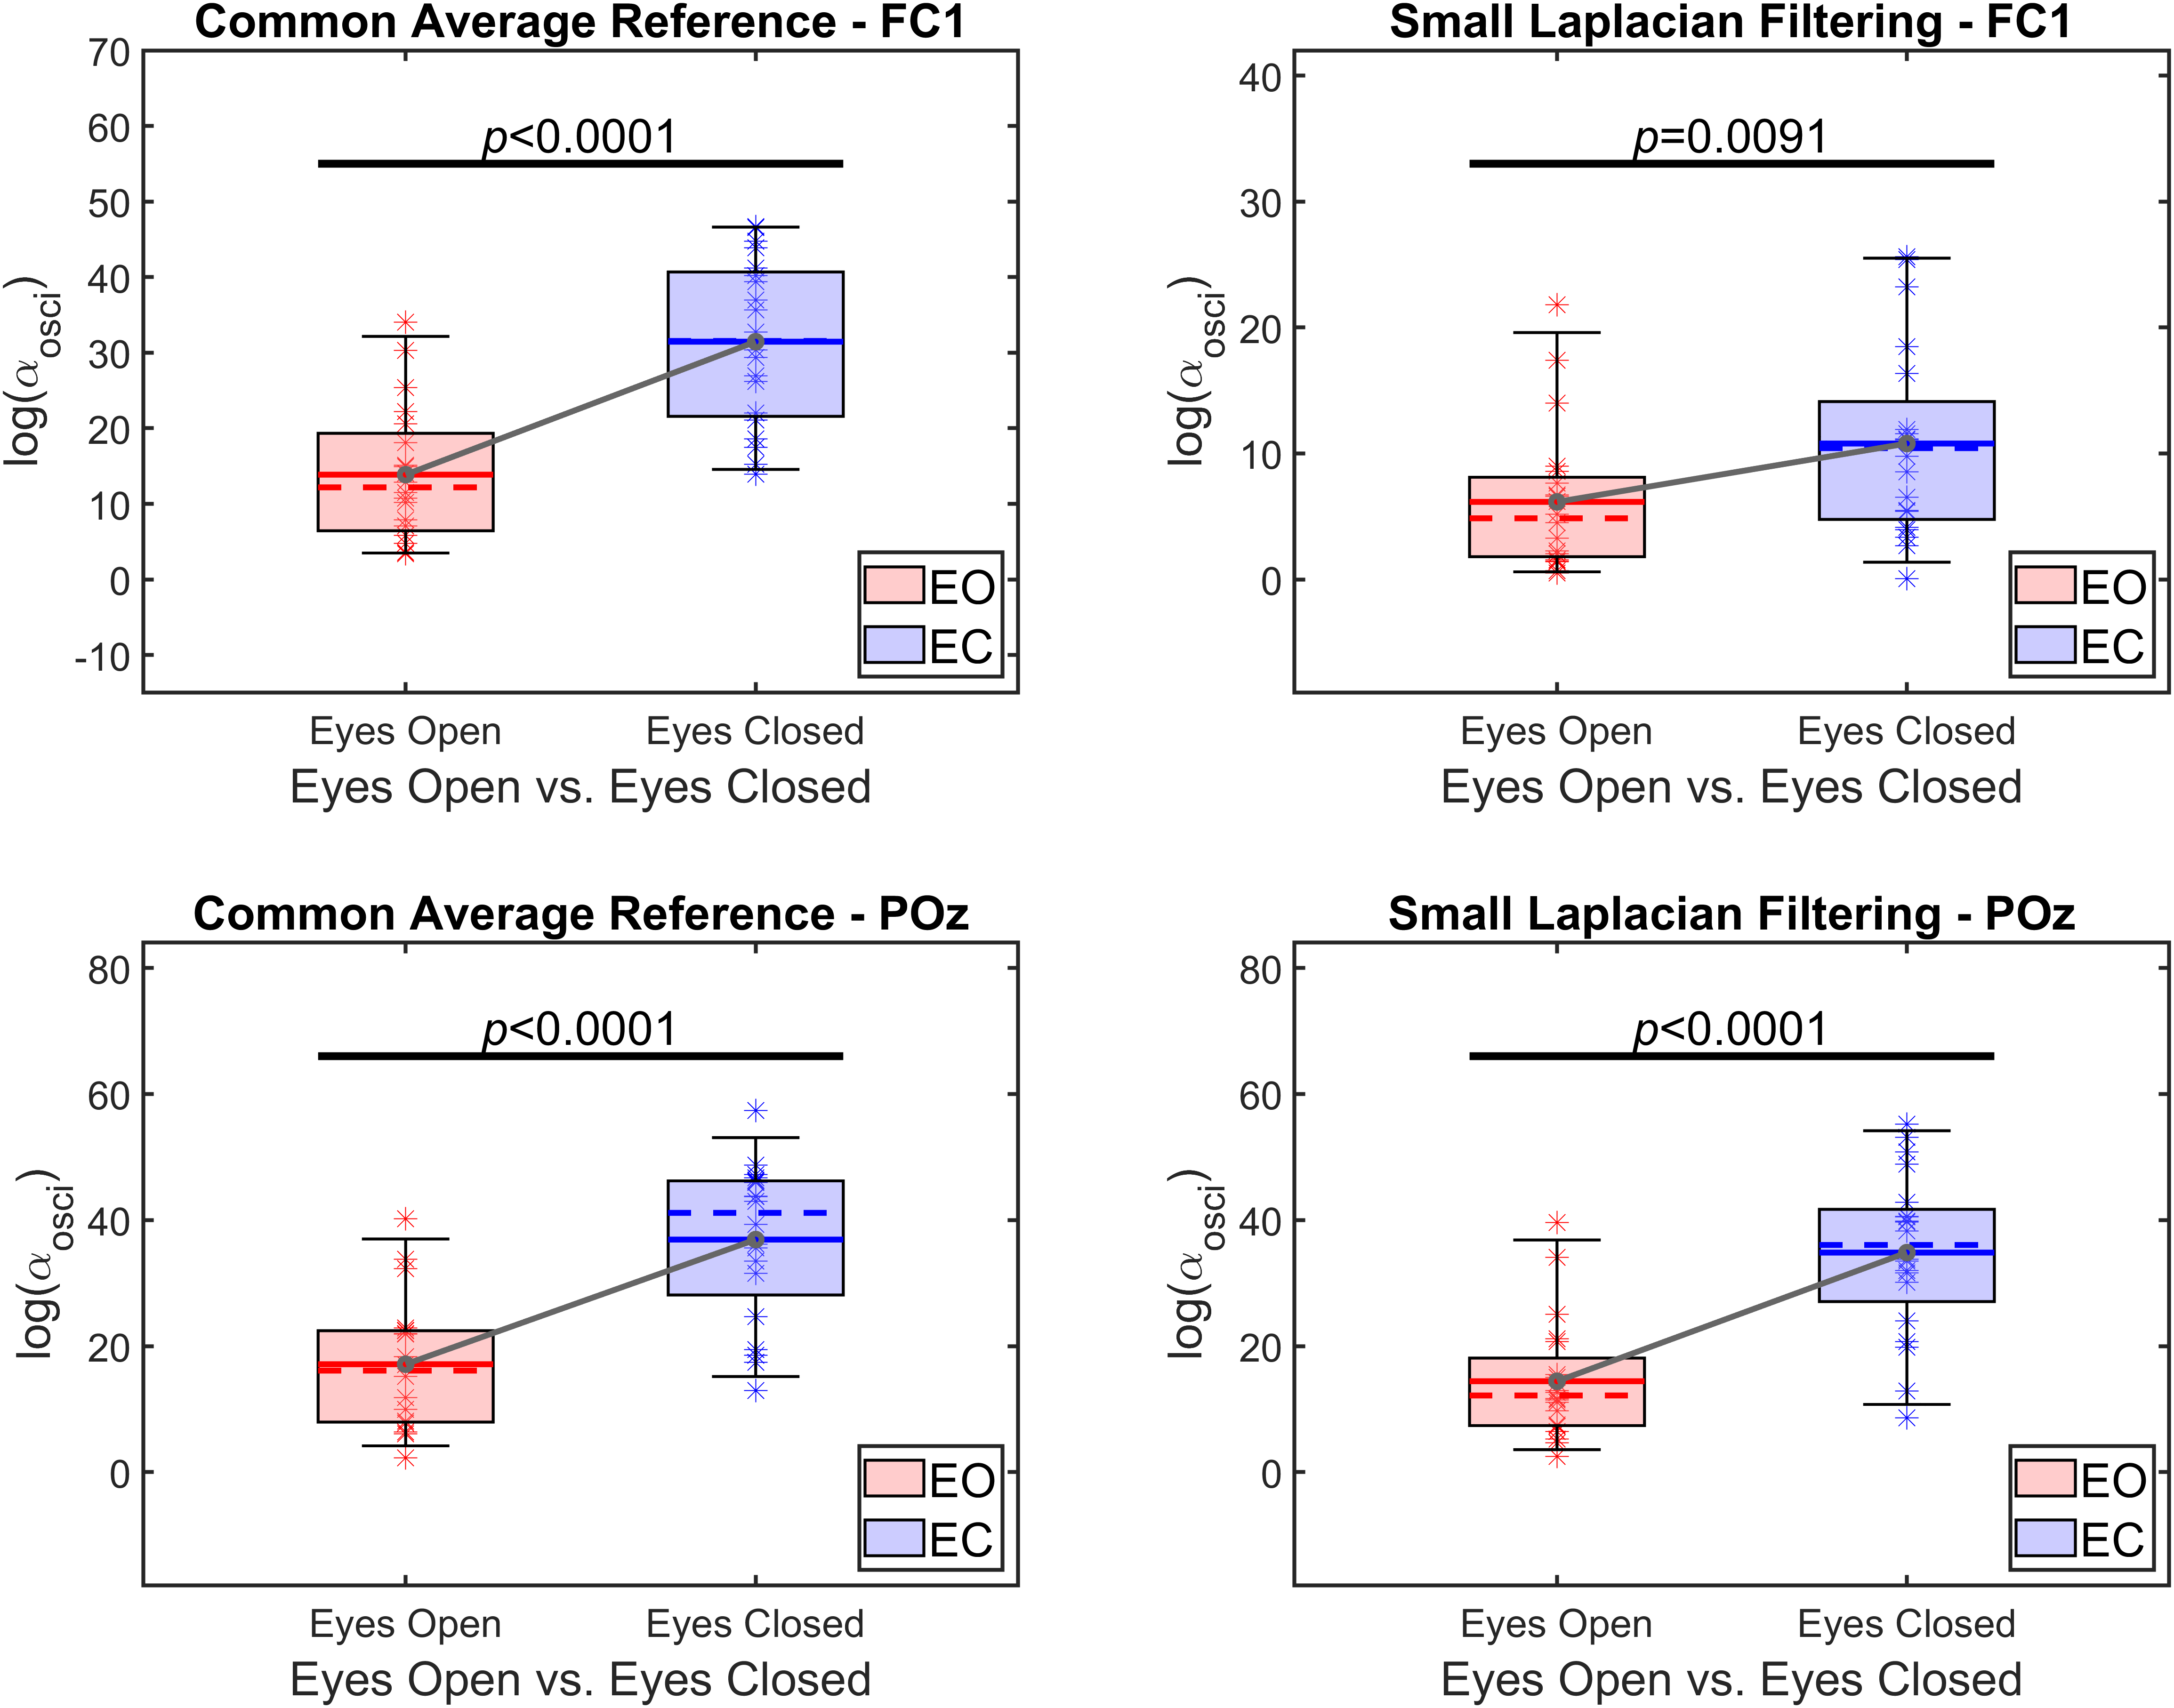 Common Average Reference - FC1
70
60
50
40
30
20
10
0
-10
log(α osci)
p<0.0001
EO
EC
Eyes Open
Eyes Closed
Eyes Open vs. Eyes Closed
Small Laplacian Filtering - FC1
40
30
20
10
0
log(α osci)
p=0.0091
EO
EC
Eyes Open
Eyes Closed
Eyes Open vs. Eyes Closed
Common Average Reference - POz
80
60
40
20
0
log(α osci)
p<0.0001
EO
EC
Eyes Open
Eyes Closed
Eyes Open vs. Eyes Closed
Small Laplacian Filtering - POz
80
60
40
20
0
log(α osci)
p<0.0001
EO
EC
Eyes Open
Eyes Closed
Eyes Open vs. Eyes Closed